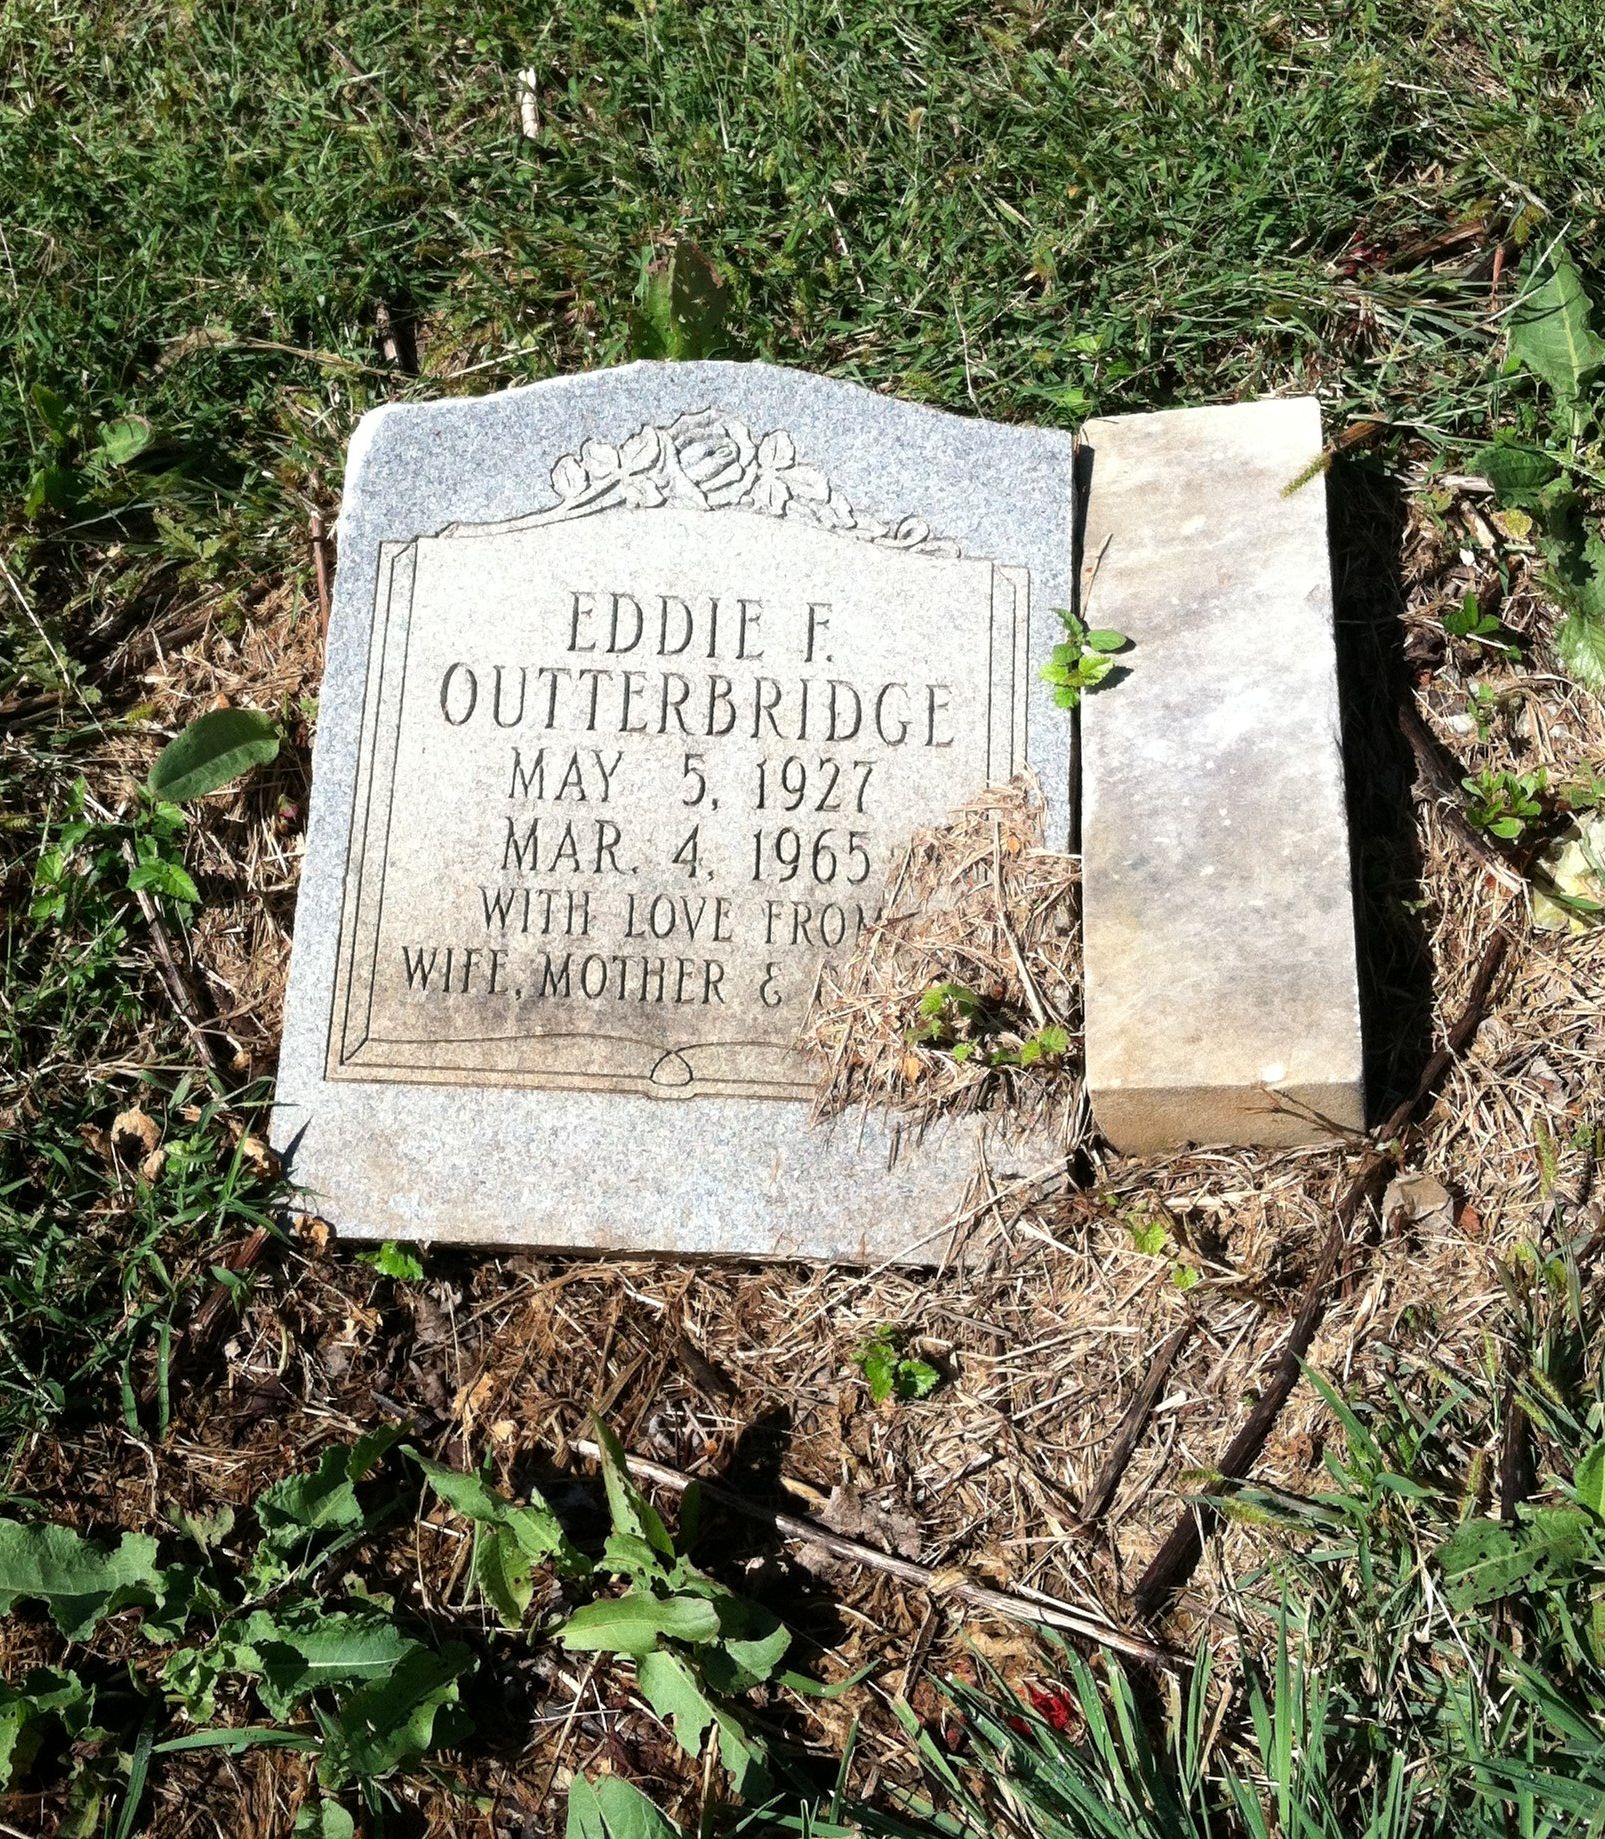 EDDIE F.
OUTTERBRIDGE
MAY 5, 1927
MAR. 4, 1965
WITH LOVE FROM
WIFE, MOTHER &